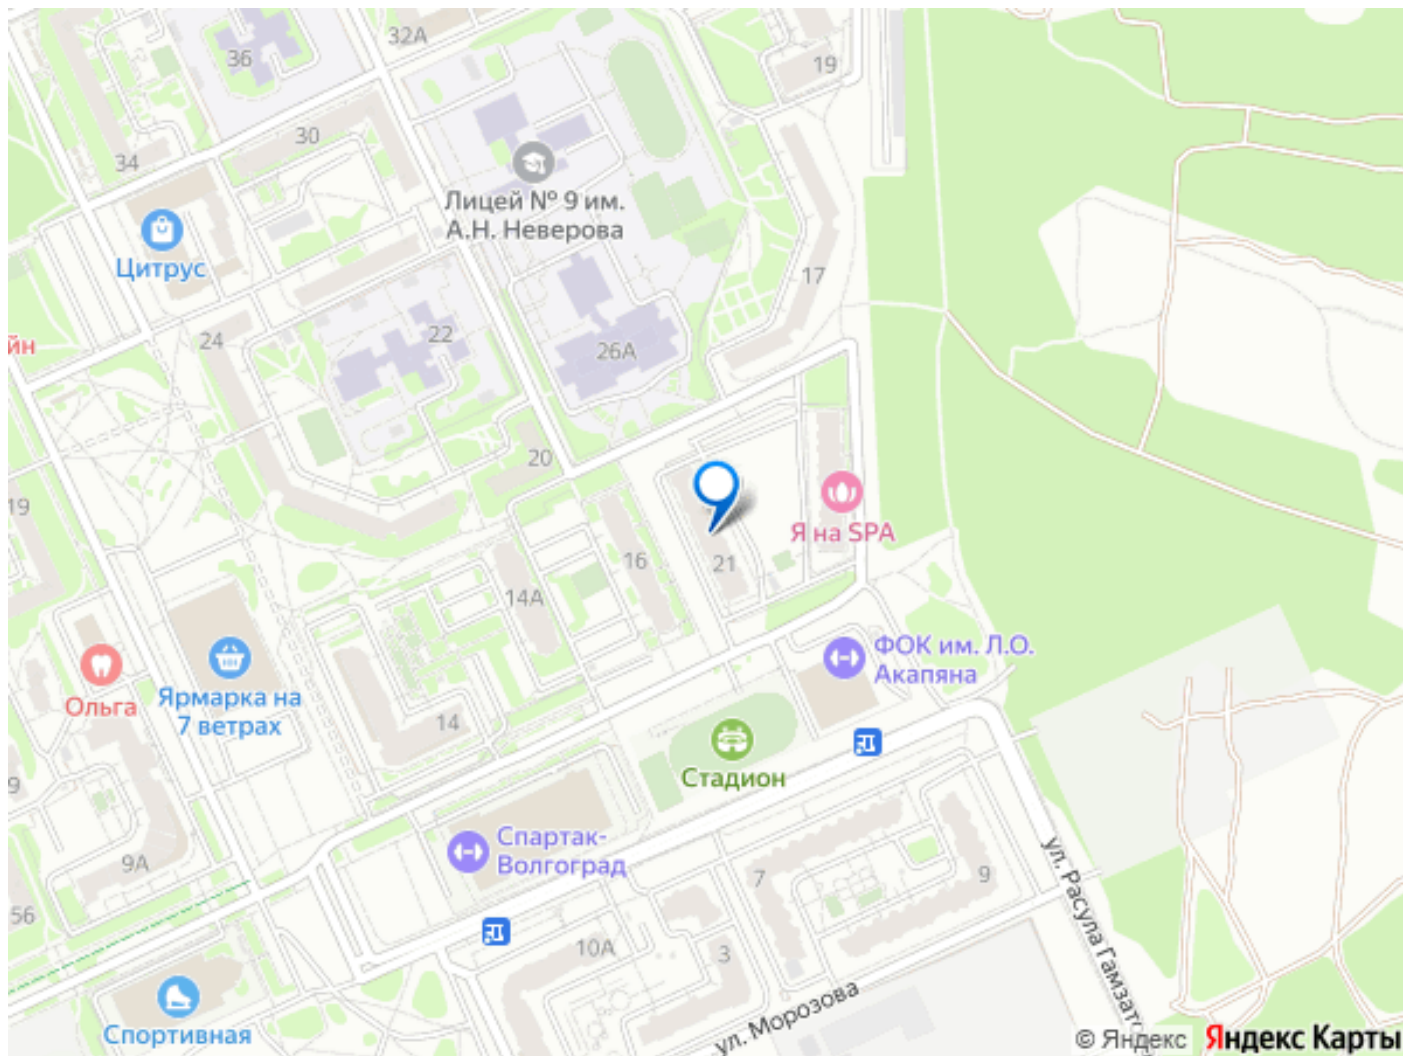 32А
36
19
30
34
Лицей № 9 им.
А.Н. Неверова
Цитрус
17
24
22
йн
26А
20
19
Я на SPA
16
21
14А
ФОК им. Л.О.
Акапяна
Ольга
Ярмарка на
7 ветрах
14
Стадион
9
Спартак-
Волгоград
9А
7
9
ул. Расула Гамзато
56
10А
3
ул. Морозова
Спортивная
© Яндекс Яндекс Карты